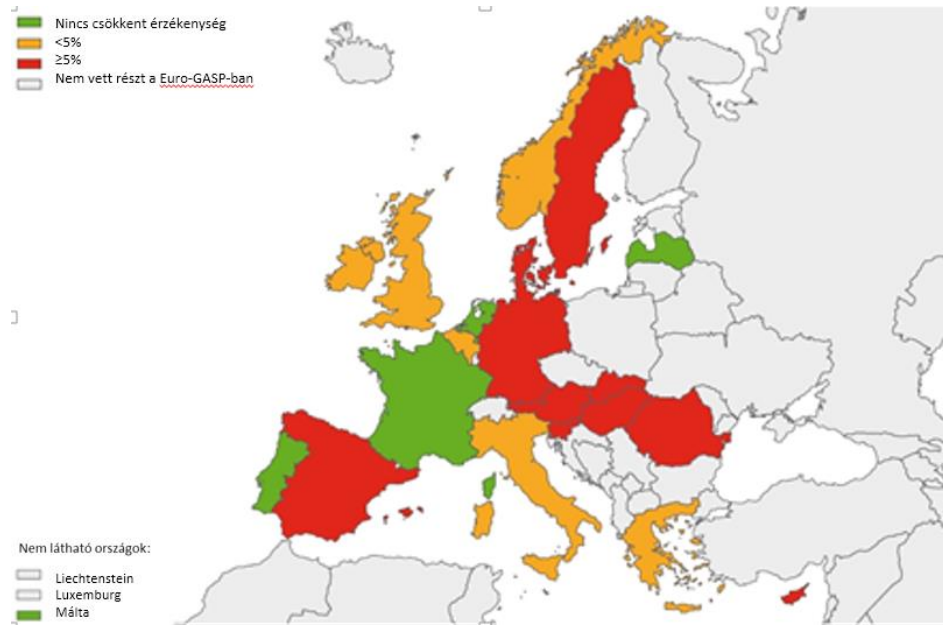 Nincs csökkent érzékenység
<5%
≥5%
Nem vett részt a Euro-GASP-ban
Nem látható országok:
Liechtenstein
Luxemburg
Málta